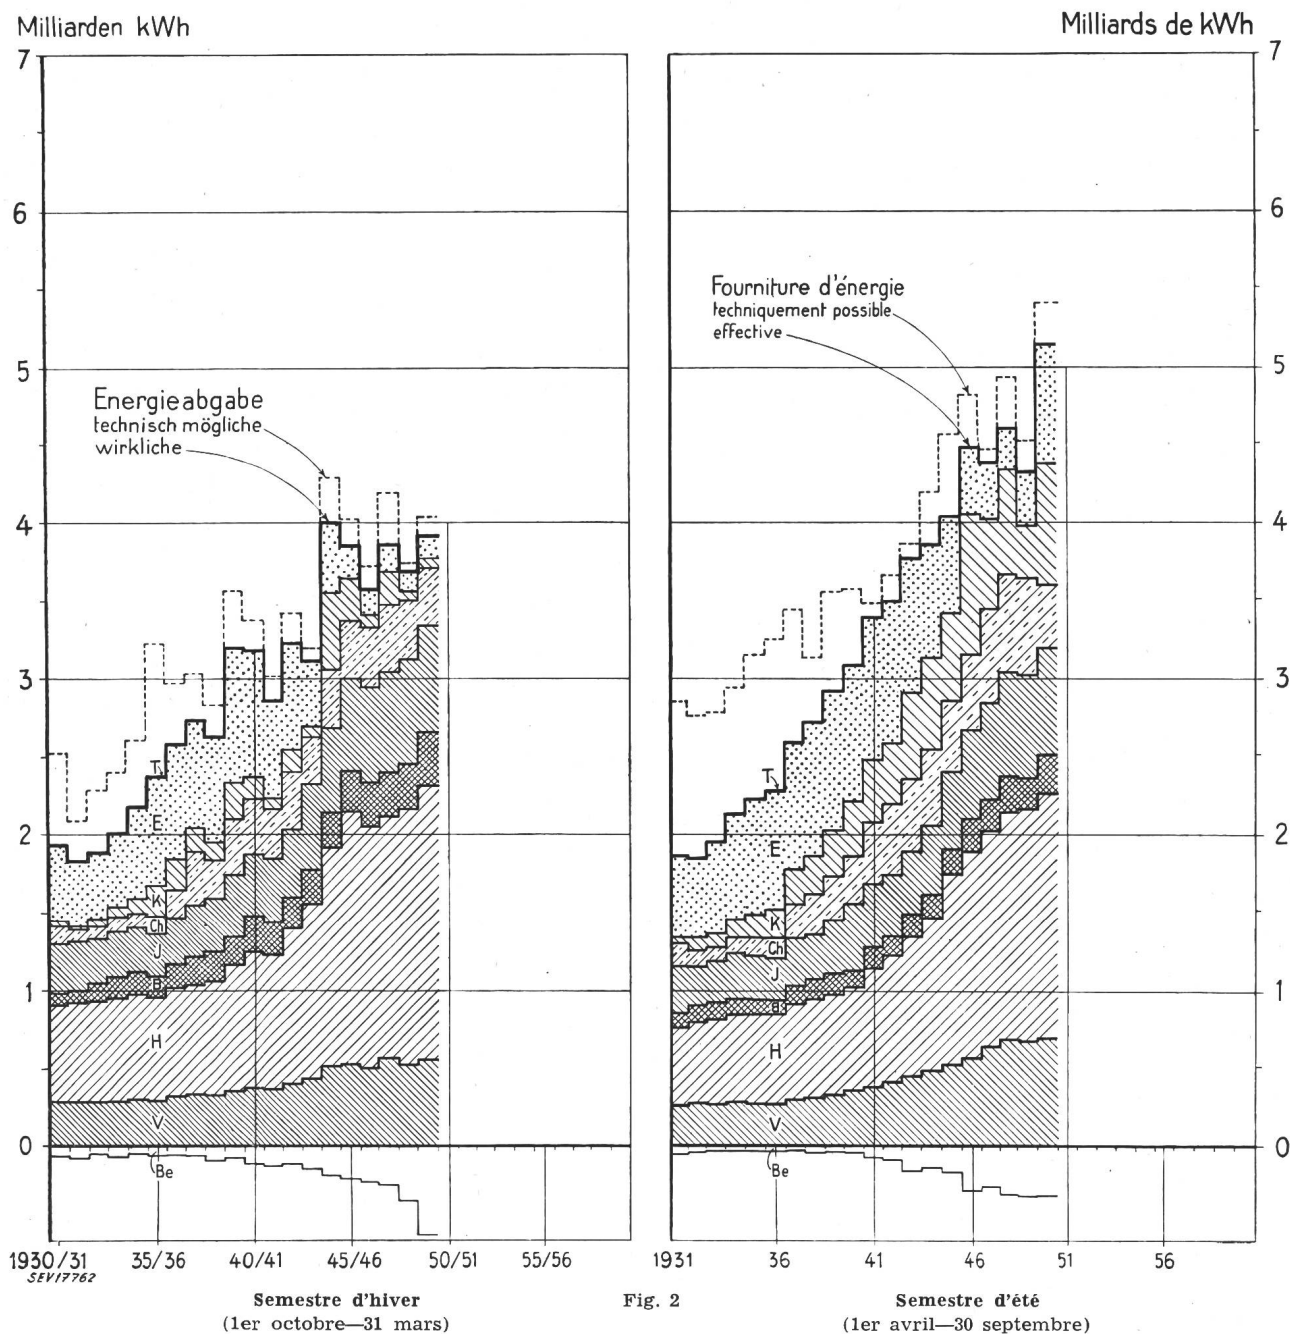 Milliarden kWh
Milliards de kWh
7
6
5
4
3
2
1
0
Energieabgabe
technisch mögliche
wirkliche
T
E
K
Ch
J
B
H
V
Be
1930/31 35/36 40/41 45/46 50/51 55/56
SEV17762
Semestre d'hiver
(1er octobre—31 mars)
Fig. 2
Fourniture d'énergie
techniquement possible
effective
T
E
K
Ch
J
B
H
V
Be
7
6
5
4
3
2
1
0
1931 36 41 46 51 56
Semestre d'été
(1er avril—30 septembre)